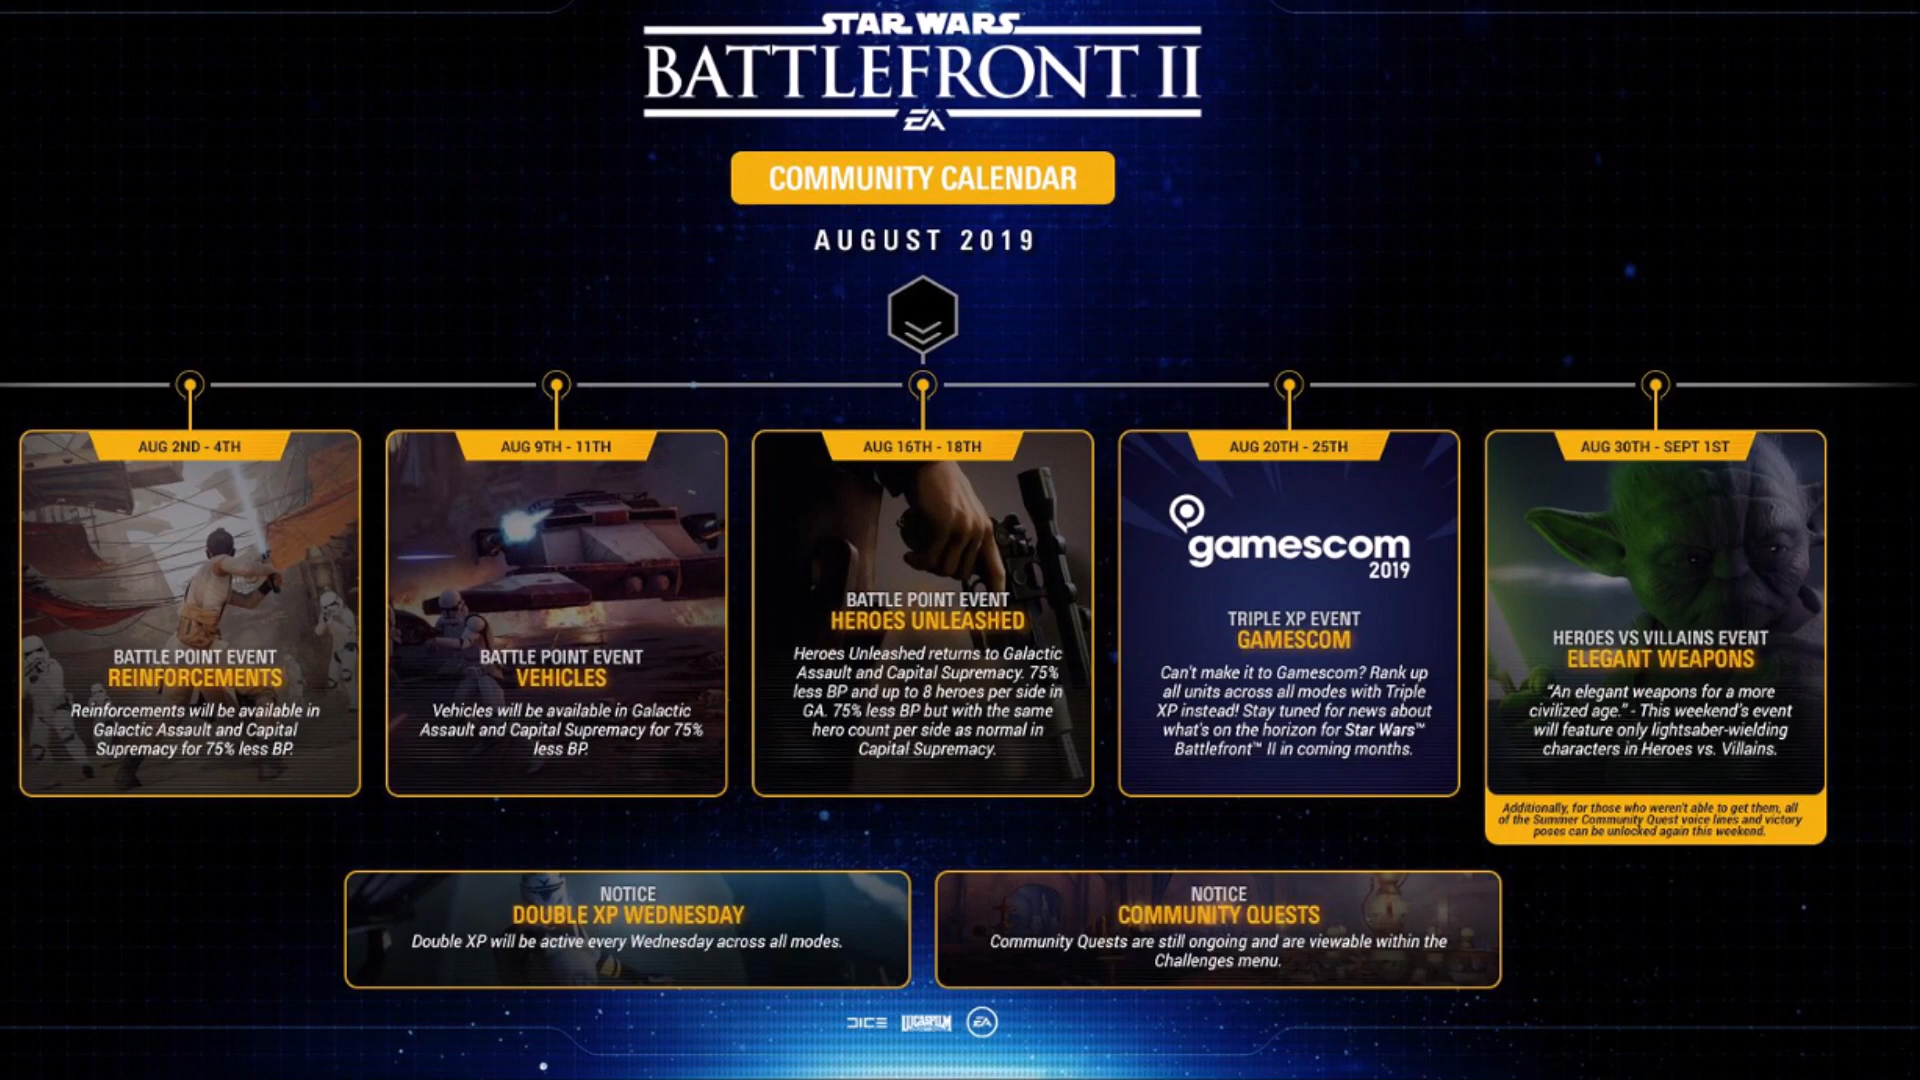 STAR WARS
BATTLEFRONT II
EA
COMMUNITY CALENDAR
AUGUST 2019
AUG 2ND - 4TH
BATTLE POINT EVENT
REINFORCEMENTS
Reinforcements will be available in
Galactic Assault and Capital
Supremacy for 75% less BP.
AUG 9TH - 11TH
BATTLE POINT EVENT
VEHICLES
Vehicles will be available in Galactic
Assault and Capital Supremacy for 75%
less BP.
AUG 16TH - 18TH
BATTLE POINT EVENT
HEROES UNLEASHED
Heroes Unleashed returns to Galactic
Assault and Capital Supremacy. 75%
less BP and up to 8 heroes per side in
GA. 75% less BP but with the same
hero count per side as normal in
Capital Supremacy.
AUG 20TH - 25TH
gamescom
2019
TRIPLE XP EVENT
GAMESCOM
Can't make it to Gamescom? Rank up
all units across all modes with Triple
XP instead! Stay tuned for news about
what's on the horizon for Star Wars™
Battlefront™ II in coming months.
AUG 30TH - SEPT 1ST
HEROES VS VILLAINS EVENT
ELEGANT WEAPONS
“An elegant weapons for a more
civilized age.” - This weekend's event
will feature only lightsaber-wielding
characters in Heroes vs. Villains.
Additionally, for those who weren't able to get them, all
of the Summer Community Quest voice lines and victory
poses can be unlocked again this weekend.
NOTICE
DOUBLE XP WEDNESDAY
Double XP will be active every Wednesday across all modes.
NOTICE
COMMUNITY QUESTS
Community Quests are still ongoing and are viewable within the
Challenges menu.
DICE LUCASFILM EA